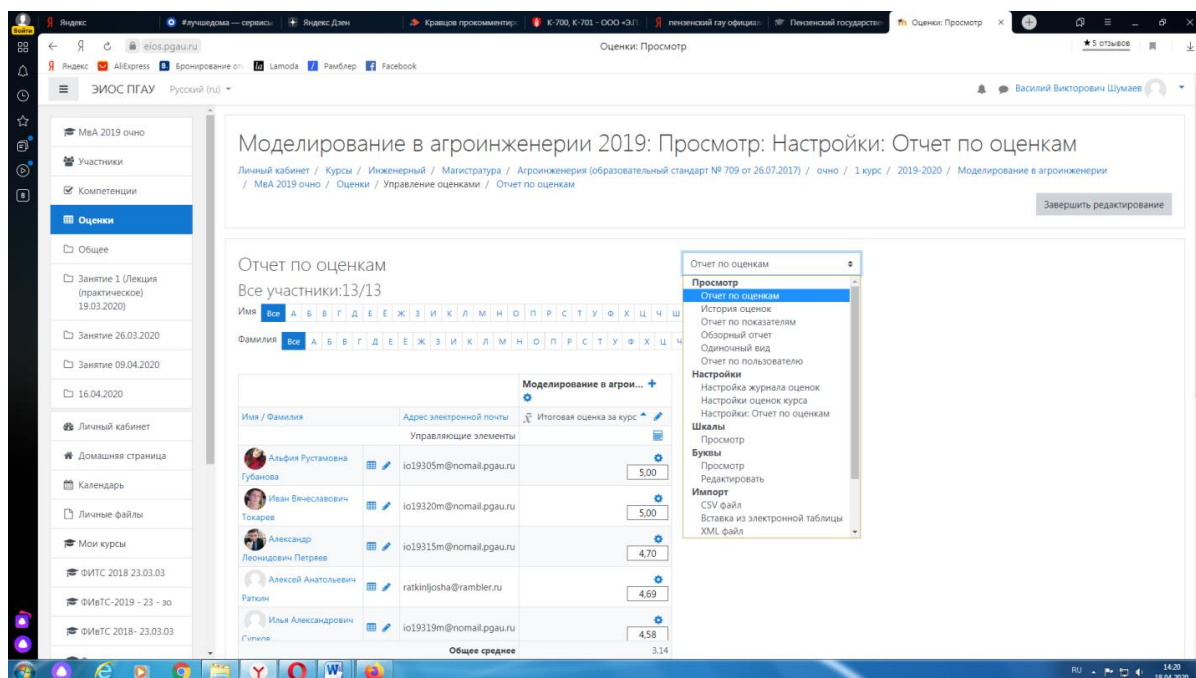 Войти
Яндекс
#лучшедома — сервисы
Яндекс Дзен
Кравцов прокомментир
К-700, К-701 - ООО «ЭЛ
пензенский гау официал
Пензенский государстве
Оценки: Просмотр
eios.pgau.ru
Оценки: Просмотр
5 отзывов
Яндекс
AliExpress
Бронирование оте
Lamoda
Рамблер
Facebook
ЭИОС ПГАУ
Русский (ru)
Василий Викторович Шумаев
МвА 2019 очно
Участники
Компетенции
Оценки
Общее
Занятие 1 (Лекция
(практическое)
19.03.2020)
Занятие 26.03.2020
Занятие 09.04.2020
16.04.2020
Личный кабинет
Домашняя страница
Календарь
Личные файлы
Мои курсы
ФИТС 2018 23.03.03
ФИвТС-2019 - 23 - зо
ФИвТС 2018- 23.03.03
Моделирование в агроинженерии 2019: Просмотр: Настройки: Отчет по оценкам
Личный кабинет / Курсы / Инженерный / Магистратура / Агроинженерия (образовательный стандарт № 709 от 26.07.2017) / очно / 1 курс / 2019-2020 / Моделирование в агроинженерии
/ МвА 2019 очно / Оценки / Управление оценками / Отчет по оценкам
Завершить редактирование
Отчет по оценкам
Все участники:13/13
Имя Все А Б В Г Д Е Ё Ж З И К Л М Н О П Р С Т У Ф Х Ц Ч Ш
Фамилия Все А Б В Г Д Е Ё Ж З И К Л М Н О П Р С Т У Ф Х Ц Ч
Моделирование в агрои...
Имя / Фамилия
Адрес электронной почты
Итоговая оценка за курс
Управляющие элементы
Альфия Рустамовна
Губанова
io19305m@nomail.pgau.ru
5,00
Иван Вячеславович
Токарев
io19320m@nomail.pgau.ru
5,00
Александр
Леонидович Петряев
io19315m@nomail.pgau.ru
4,70
Алексей Анатольевич
Раткин
ratkinljosha@rambler.ru
4,69
Илья Александрович
Сурков
io19319m@nomail.pgau.ru
4,58
Общее среднее
3.14
Отчет по оценкам
Просмотр
Отчет по оценкам
История оценок
Отчет по показателям
Обзорный отчет
Одиночный вид
Отчет по пользователю
Настройки
Настройка журнала оценок
Настройки оценок курса
Настройки: Отчет по оценкам
Шкалы
Просмотр
Буквы
Просмотр
Редактировать
Импорт
CSV файл
Вставка из электронной таблицы
XML файл
RU
14:20
18.04.2020